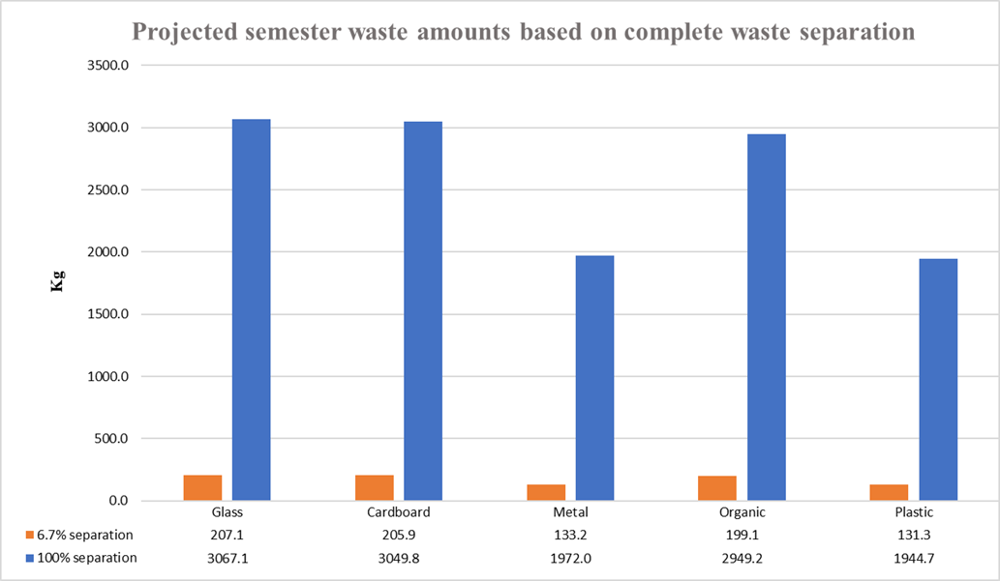 Projected semester waste amounts based on complete waste separation
3500.0
3000.0
2500.0
2000.0
1500.0
1000.0
500.0
0.0
Kg
Glass Cardboard Metal Organic Plastic
6.7% separation 207.1 205.9 133.2 199.1 131.3
100% separation 3067.1 3049.8 1972.0 2949.2 1944.7